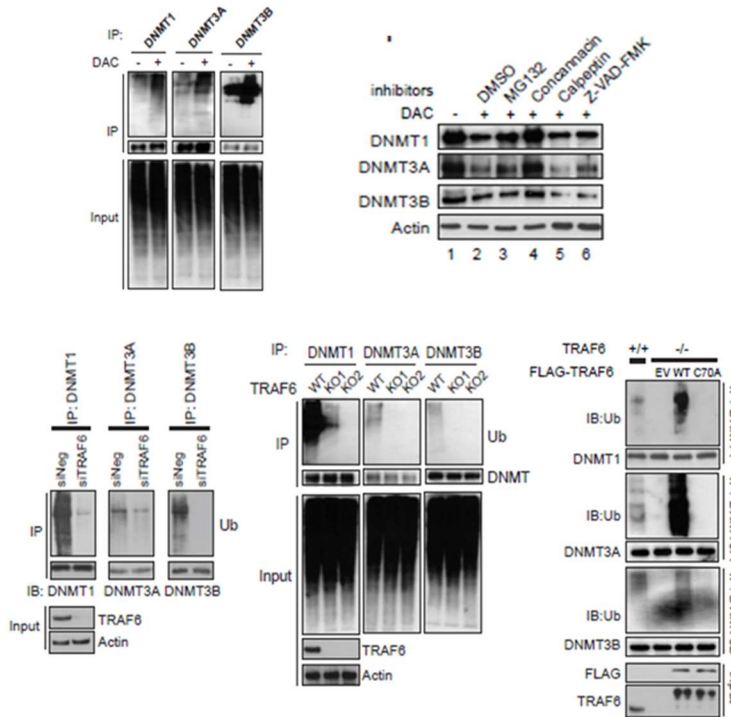 IP: DNMT1 DNMT3A DNMT3B
DAC - + - + - +
IP
Input
inhibitors DMSO MG132 Concannacin Calpeptin Z-VAD-FMK
DAC - + + + + +
DNMT1
DNMT3A
DNMT3B
Actin
1 2 3 4 5 6
IP: DNMT1 IP: DNMT3A IP: DNMT3B
siNeg siTRAF6 siNeg siTRAF6 siNeg siTRAF6
IP Ub
IB: DNMT1 DNMT3A DNMT3B
Input TRAF6
Actin
IP: DNMT1 DNMT3A DNMT3B
TRAF6 WT KO1 KO2 WT KO1 KO2 WT KO1 KO2
IP Ub
DNMT
Input
TRAF6
Actin
TRAF6 +/+ -/-
FLAG-TRAF6 EV WT C70A
IB:Ub
DNMT1
IB:Ub
DNMT3A
IB:Ub
DNMT3B
FLAG
TRAF6